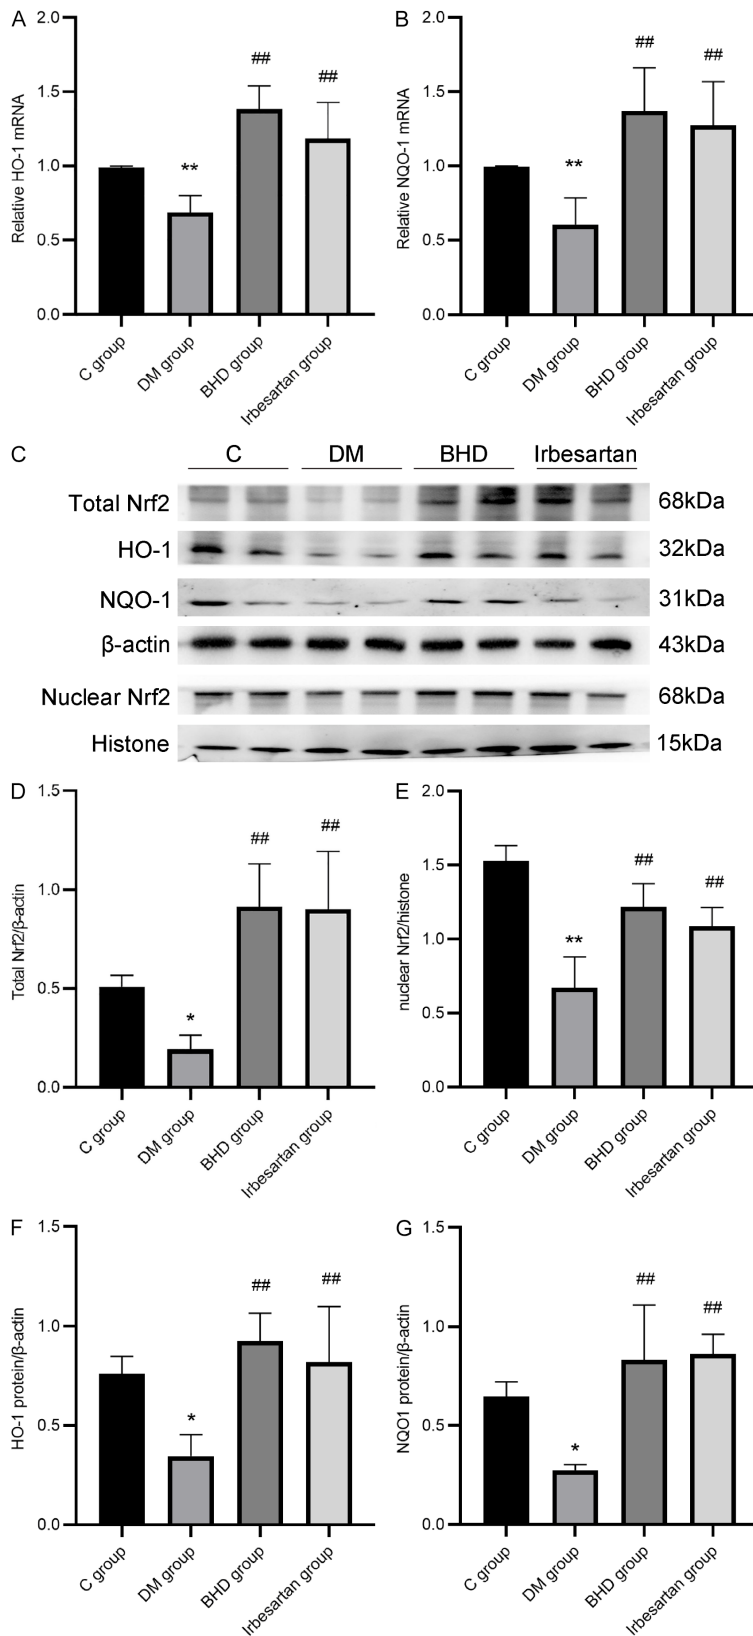 A
Relative HO-1 mRNA
2.0
1.5
1.0
0.5
0.0
**
##
##
C group
DM group
BHD group
Irbesartan group
B
Relative NQO-1 mRNA
2.0
1.5
1.0
0.5
0.0
**
##
##
C group
DM group
BHD group
Irbesartan group
C
C DM BHD Irbesartan
Total Nrf2 68kDa
HO-1 32kDa
NQO-1 31kDa
β-actin 43kDa
Nuclear Nrf2 68kDa
Histone 15kDa
D
Total Nrf2/β-actin
1.5
1.0
0.5
0.0
*
##
##
C group
DM group
BHD group
Irbesartan group
E
nuclear Nrf2/histone
2.0
1.5
1.0
0.5
0.0
**
##
##
C group
DM group
BHD group
Irbesartan group
F
HO-1 protein/β-actin
1.5
1.0
0.5
0.0
*
##
##
C group
DM group
BHD group
Irbesartan group
G
NQO1 protein/β-actin
1.5
1.0
0.5
0.0
*
##
##
C group
DM group
BHD group
Irbesartan group